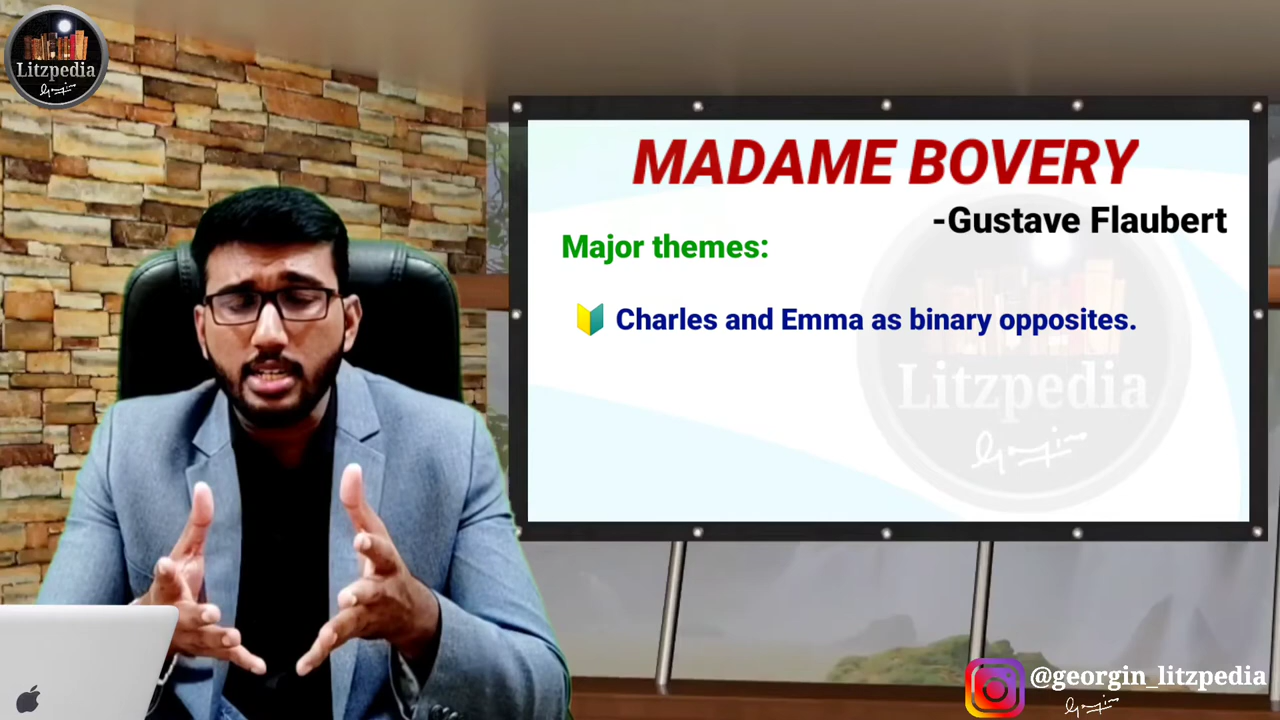 Litzpedia
MADAME BOVERY
-Gustave Flaubert
Major themes:
Charles and Emma as binary opposites.
Litzpedia
@georgin_litzpedia